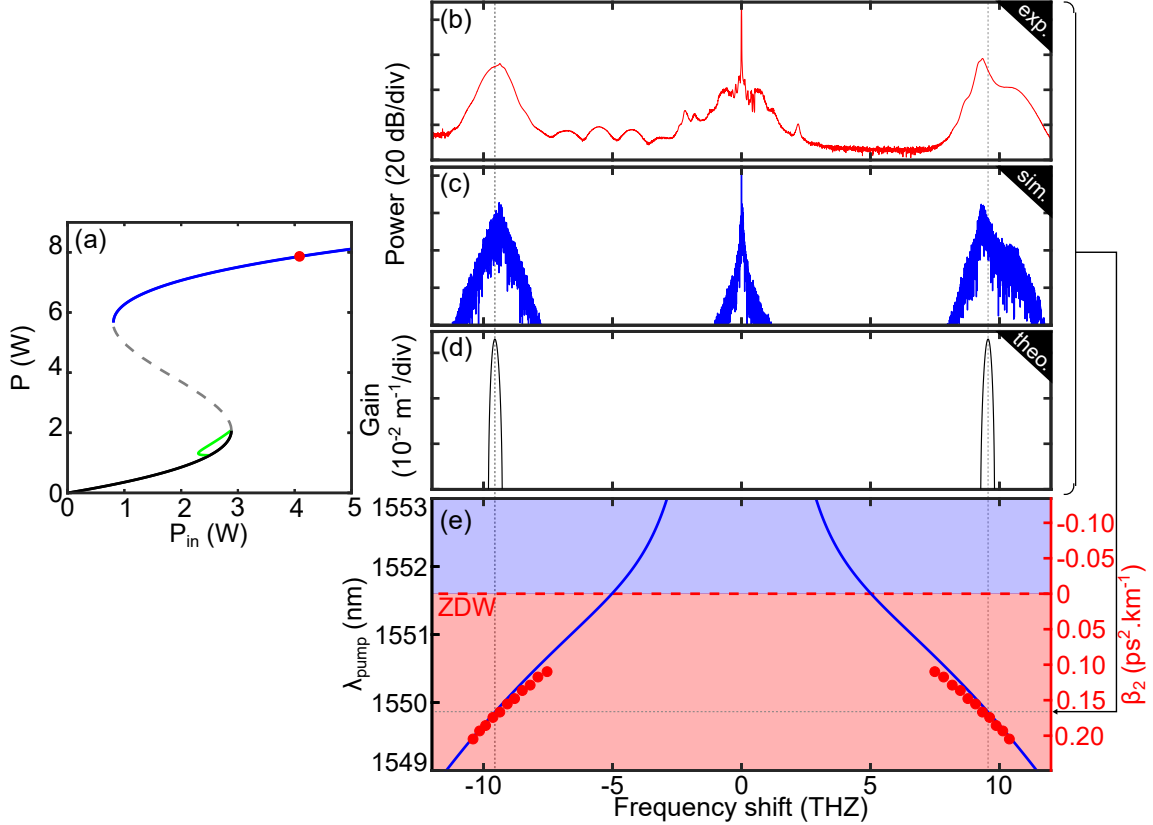 (a)
8
6
4
2
0
P (W)
0 1 2 3 4 5
P_in (W)
(b)
exp.
Power (20 dB/div)
(c)
sim.
(d)
theo.
Gain
(10^-2 m^-1/div)
(e)
1553
1552
1551
1550
1549
λ_pump (nm)
ZDW
-0.10
-0.05
0
0.05
0.10
0.15
0.20
β_2 (ps^2.km^-1)
-10 -5 0 5 10
Frequency shift (THZ)